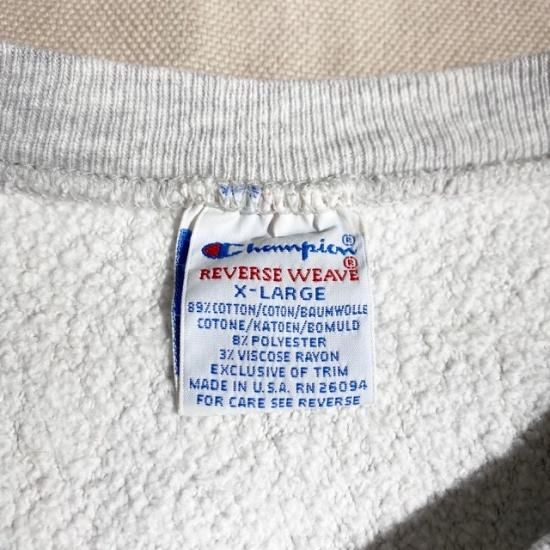 Champion®
REVERSE WEAVE®
X-LARGE
89% COTTON/COTON/BAUMWOLLE
COTONE/KATOEN/BOMULD
8% POLYESTER
3% VISCOSE RAYON
EXCLUSIVE OF TRIM
MADE IN U.S.A. RN 26094
FOR CARE SEE REVERSE